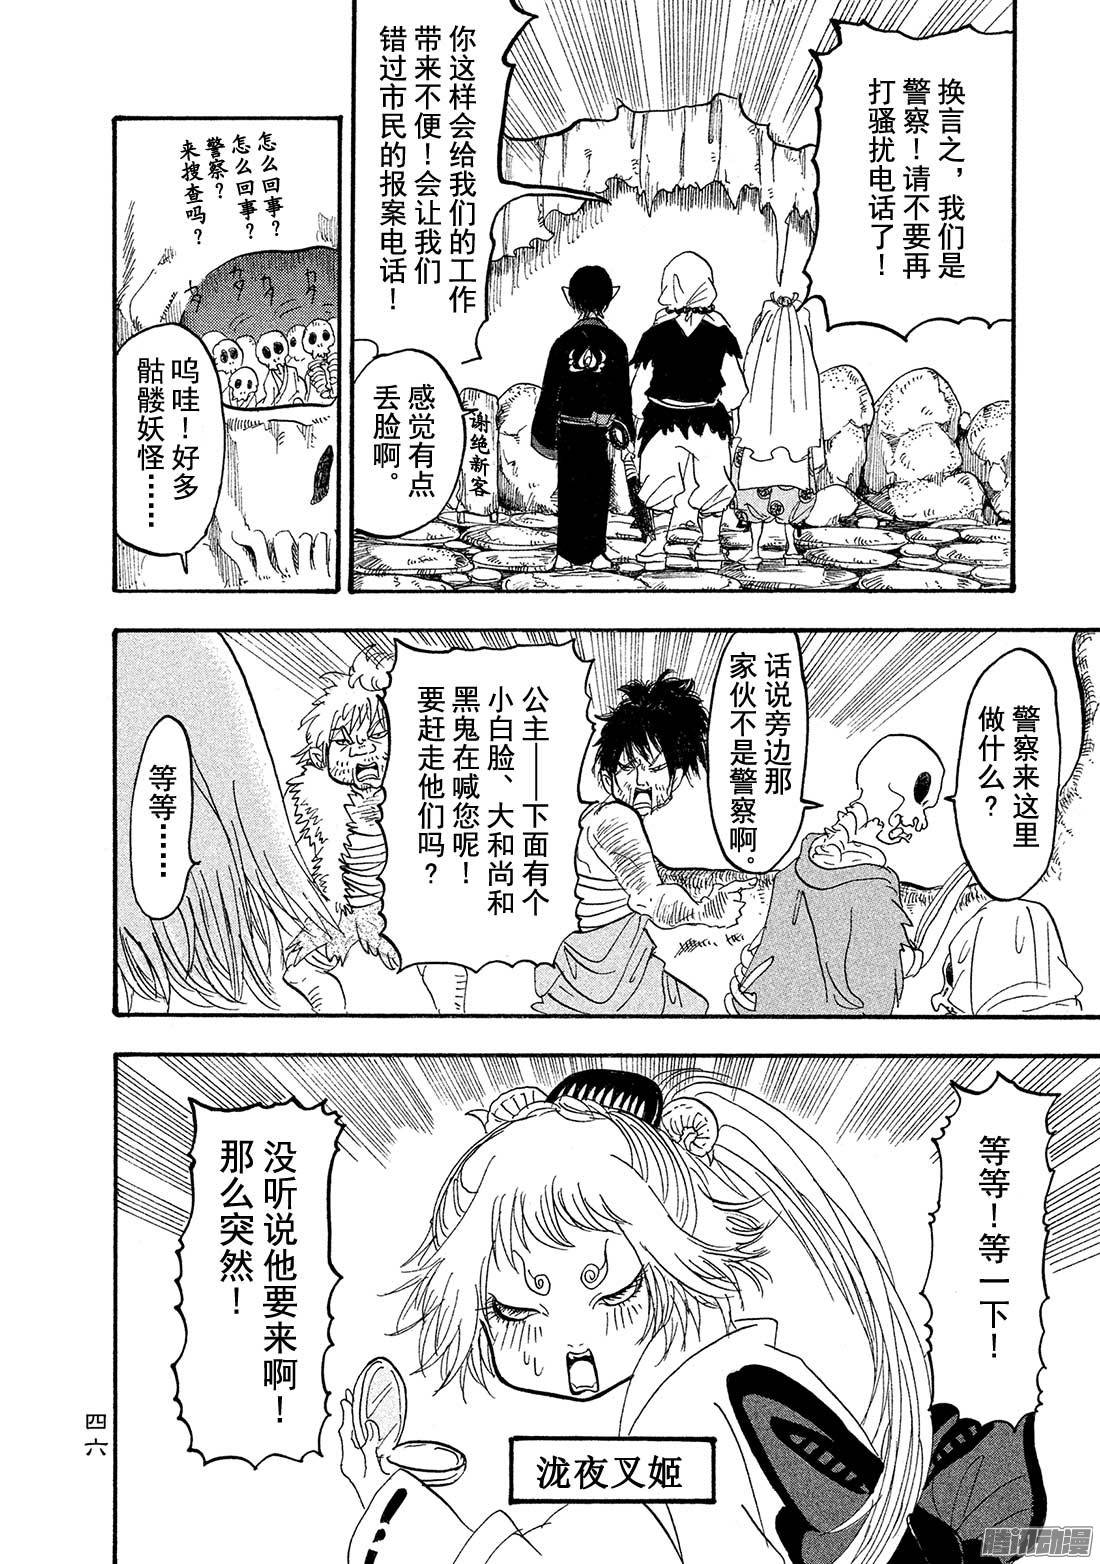 换言之，我们是
警察！请不要再
打骚扰电话了！
你这样会给我们的工作
带来不便！会让我们
错过市民的报案电话！
谢绝新客
感觉有点
丢脸啊。
怎么回事？
怎么回事？
警察？
来搜查吗？
呜哇！好多
骷髅妖怪……
警察来这里
做什么？
话说旁边那
家伙不是警察啊。
公主——下面有个
小白脸、大和尚和
黑鬼在喊您呢！
要赶走他们吗？
等等……
等等！等一下！
没听说他要来啊！
那么突然！
泷夜叉姬
四六
腾讯动漫